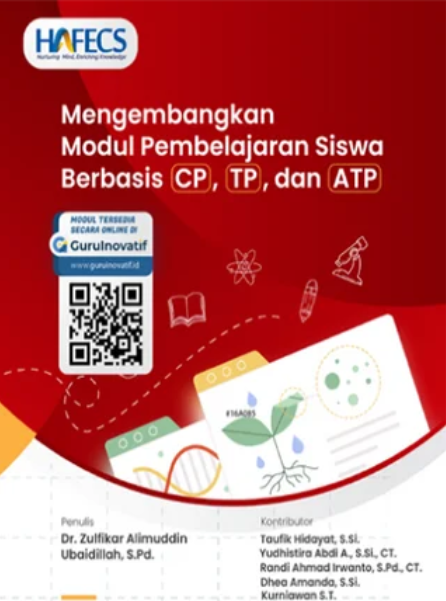 HAFECS
Nurturing Mind, Enriching Knowledge
Mengembangkan
Modul Pembelajaran Siswa
Berbasis CP, TP, dan ATP
MODUL TERSEDIA
SECARA ONLINE DI
GuruInovatif
www.guruinovatif.id
#16A085
Penulis
Dr. Zulfikar Alimuddin
Ubaidillah, S.Pd.
Kontributor
Taufik Hidayat, S.Si.
Yudhistira Abdi A., S.Si., CT.
Randi Ahmad Irwanto, S.Pd., CT.
Dhea Amanda, S.Si.
Kurniawan S.T.